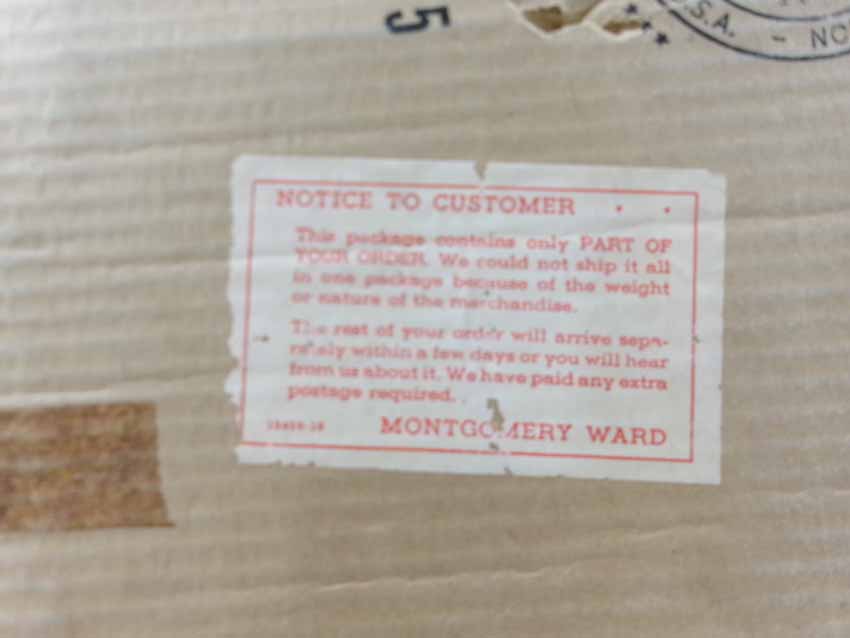 5
U.S.A. - NO
NOTICE TO CUSTOMER
This package contains only PART OF
YOUR ORDER. We could not ship it all
in one package because of the weight
or nature of the merchandise.
The rest of your order will arrive sepa-
rately within a few days or you will hear
from us about it. We have paid any extra
postage required.
MONTGOMERY WARD